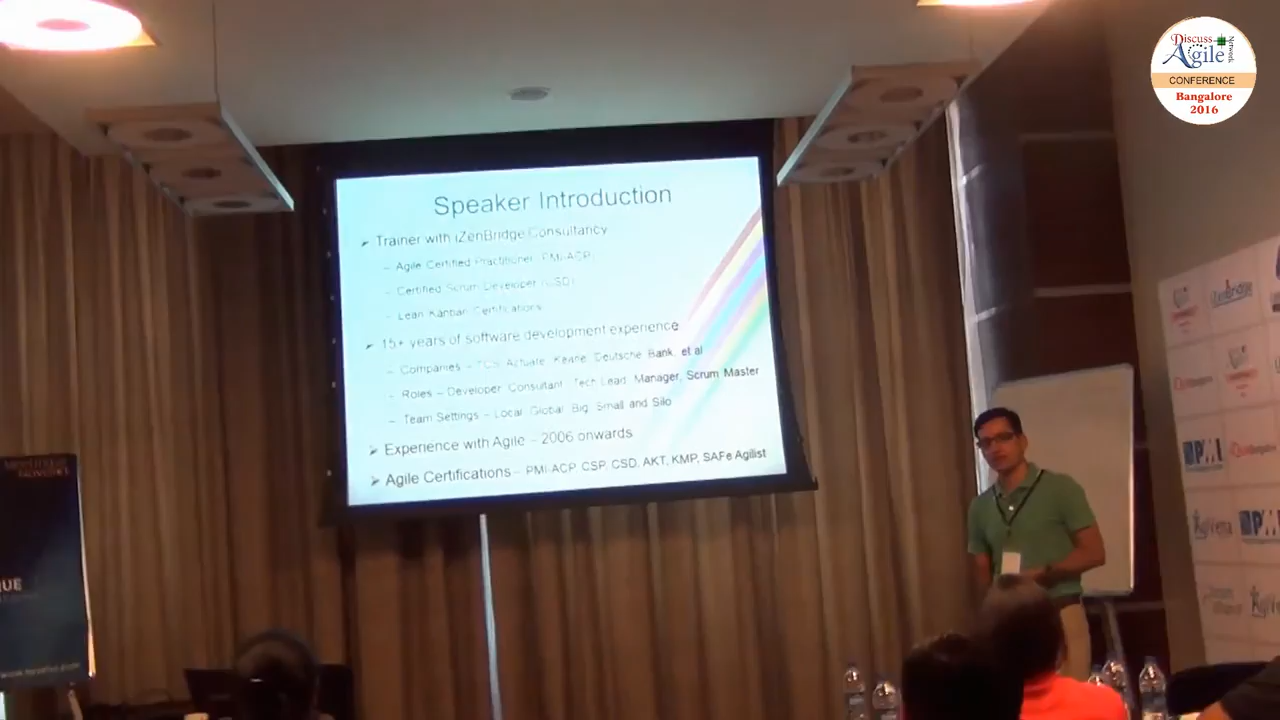 Discuss
Agile
Network
CONFERENCE
Bangalore
2016
Speaker Introduction
➢ Trainer with iZenBridge Consultancy
– Agile Certified Practitioner (PMI-ACP)
– Certified Scrum Developer (CSD)
– Lean Kanban Certifications
➢ 15+ years of software development experience
– Companies – TCS, Actuate, Keane, Deutsche Bank, et al
– Roles – Developer, Consultant, Tech Lead, Manager, Scrum Master
– Team Settings – Local, Global, Big, Small and Silo
➢ Experience with Agile – 2006 onwards
➢ Agile Certifications – PMI-ACP, CSP, CSD, AKT, KMP, SAFe Agilist
iZenBridge
PMI